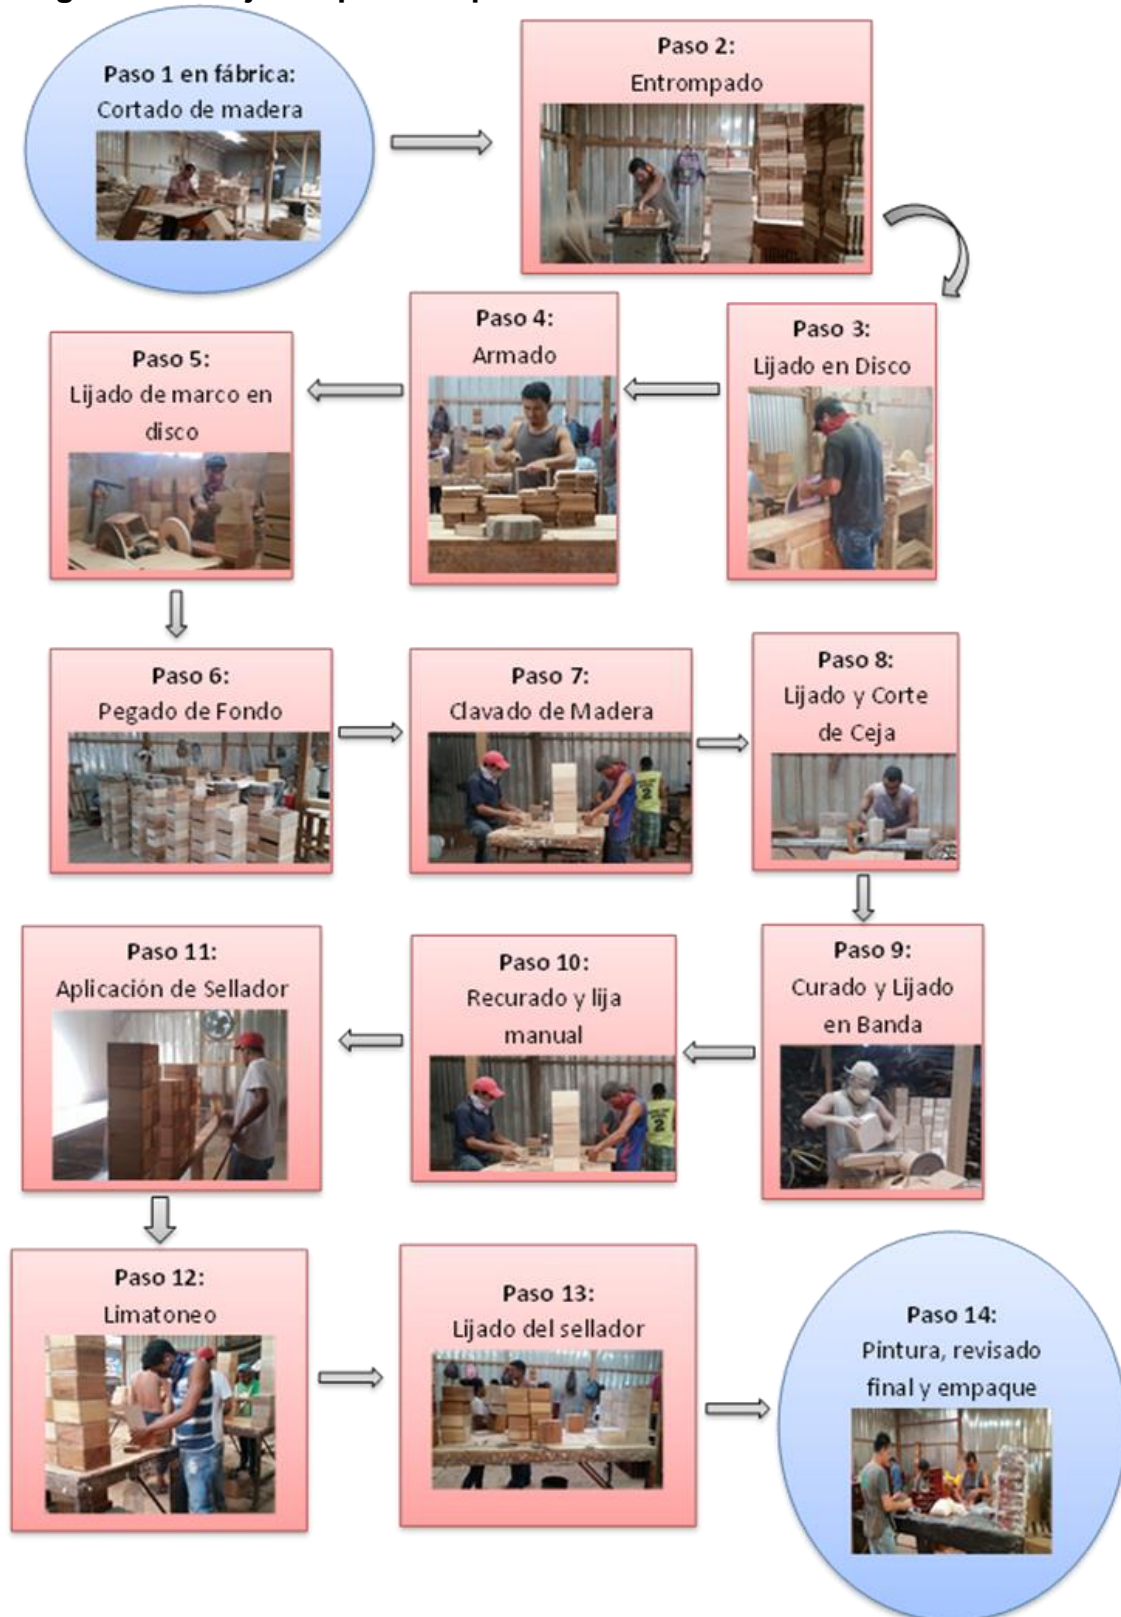 Paso 1 en fábrica:
Cortado de madera
Paso 2:
Entrompado
Paso 3:
Lijado en Disco
Paso 4:
Armado
Paso 5:
Lijado de marco en
disco
Paso 6:
Pegado de Fondo
Paso 7:
Clavado de Madera
Paso 8:
Lijado y Corte
de Ceja
Paso 9:
Curado y Lijado
en Banda
Paso 10:
Recurado y lija
manual
Paso 11:
Aplicación de Sellador
Paso 12:
Limatoneo
Paso 13:
Lijado del sellador
Paso 14:
Pintura, revisado
final y empaque